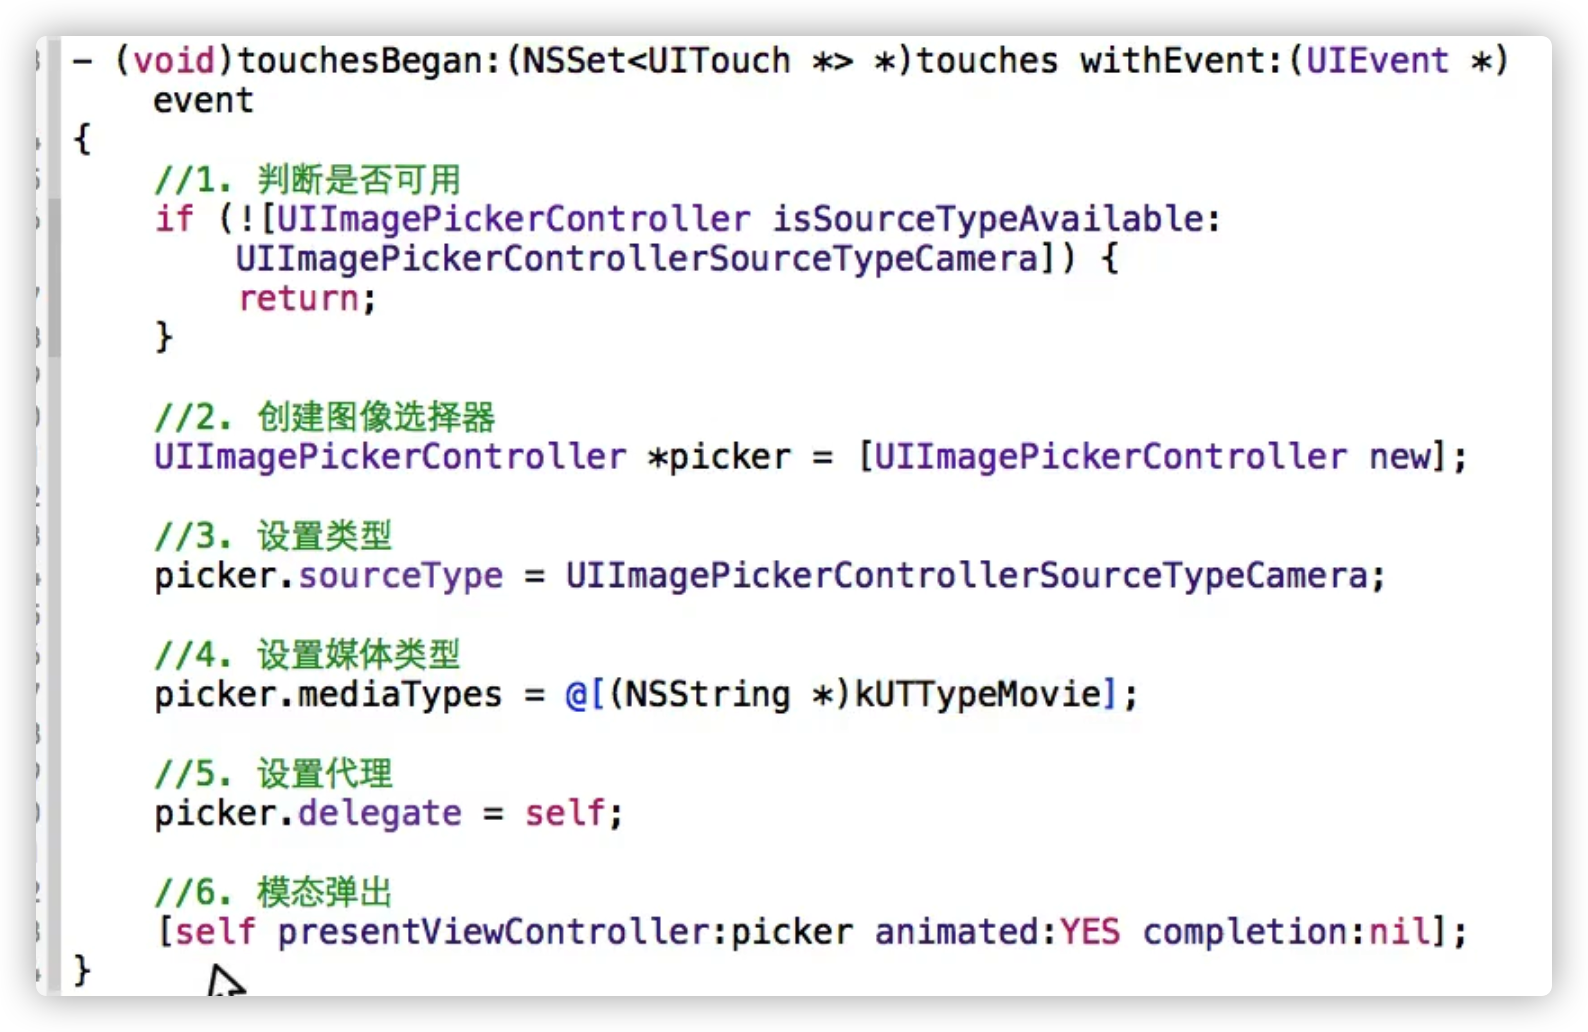 - (void)touchesBegan:(NSSet<UITouch *> *)touches withEvent:(UIEvent *)
event
{
//1. 判断是否可用
if (![UIImagePickerController isSourceTypeAvailable:
UIImagePickerControllerSourceTypeCamera]) {
return;
}
//2. 创建图像选择器
UIImagePickerController *picker = [UIImagePickerController new];
//3. 设置类型
picker.sourceType = UIImagePickerControllerSourceTypeCamera;
//4. 设置媒体类型
picker.mediaTypes = @[(NSString *)kUTTypeMovie];
//5. 设置代理
picker.delegate = self;
//6. 模态弹出
[self presentViewController:picker animated:YES completion:nil];
}